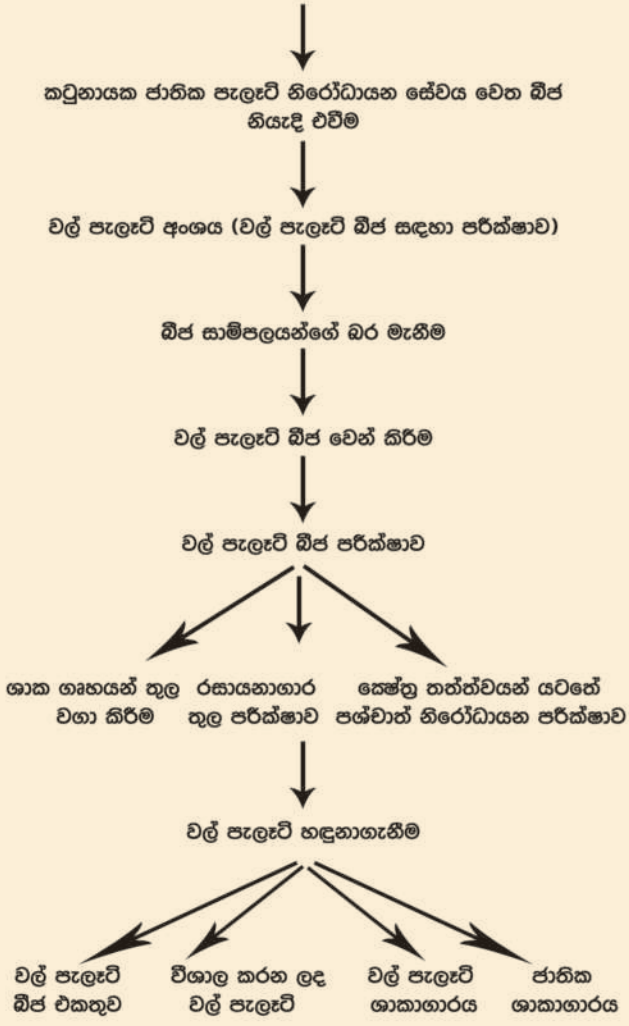 කටුනායක ජාතික පැලෑටි නිරෝධායන සේවය වෙත බීජ
නියැදි එවීම
වල් පැලෑටි අංශය (වල් පැලෑටි බීජ සඳහා පරීක්ෂාව)
බීජ සාම්පලයන්ගේ බර මැනීම
වල් පැලෑටි බීජ වෙන් කිරීම
වල් පැලෑටි බීජ පරීක්ෂාව
ශාක ගෘහයන් තුල
වගා කිරීම
රසායනාගාර
තුල පරීක්ෂාව
ක්‍ෂේත්‍ර තත්ත්වයන් යටතේ
පශ්චාත් නිරෝධායන පරීක්ෂාව
වල් පැලෑටි හඳුනාගැනීම
වල් පැලෑටි
බීජ එකතුව
විශාල කරන ලද
වල් පැලෑටි
වල් පැලෑටි
ශාකාගාරය
ජාතික
ශාකාගාරය